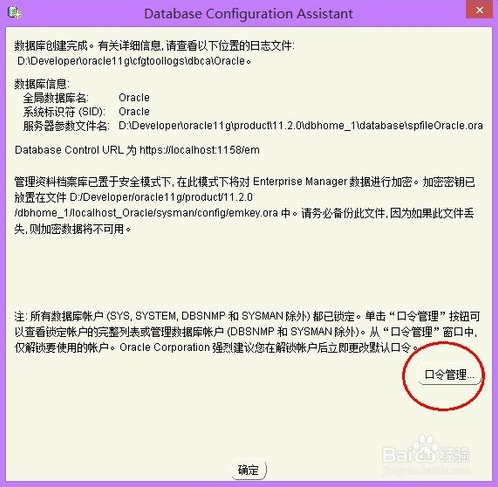 Database Configuration Assistant
数据库创建完成。有关详细信息, 请查看以下位置的日志文件:
D:\Developer\oracle11g\cfgtoollogs\dbca\Oracle。
数据库信息:
全局数据库名: Oracle
系统标识符 (SID): Oracle
服务器参数文件名: D:\Developer\oracle11g\product\11.2.0\dbhome_1\database\spfileOracle.ora
Database Control URL 为 https://localhost:1158/em
管理资料档案库已置于安全模式下, 在此模式下将对 Enterprise Manager 数据进行加密。加密密钥已
放置在文件 D:/Developer/oracle11g/product/11.2.0
/dbhome_1/localhost_Oracle/sysman/config/emkey.ora 中。请务必备份此文件, 因为如果此文件丢
失, 则加密数据将不可用。
注: 所有数据库帐户 (SYS, SYSTEM, DBSNMP 和 SYSMAN 除外) 都已锁定。单击“口令管理”按钮可
以查看锁定帐户的完整列表或管理数据库帐户 (DBSNMP 和 SYSMAN 除外)。从“口令管理”窗口中,
仅解锁要使用的帐户。Oracle Corporation 强烈建议您在解锁帐户后立即更改默认口令。
口令管理...
Baidu 经验
jingyan.baidu.com
确定